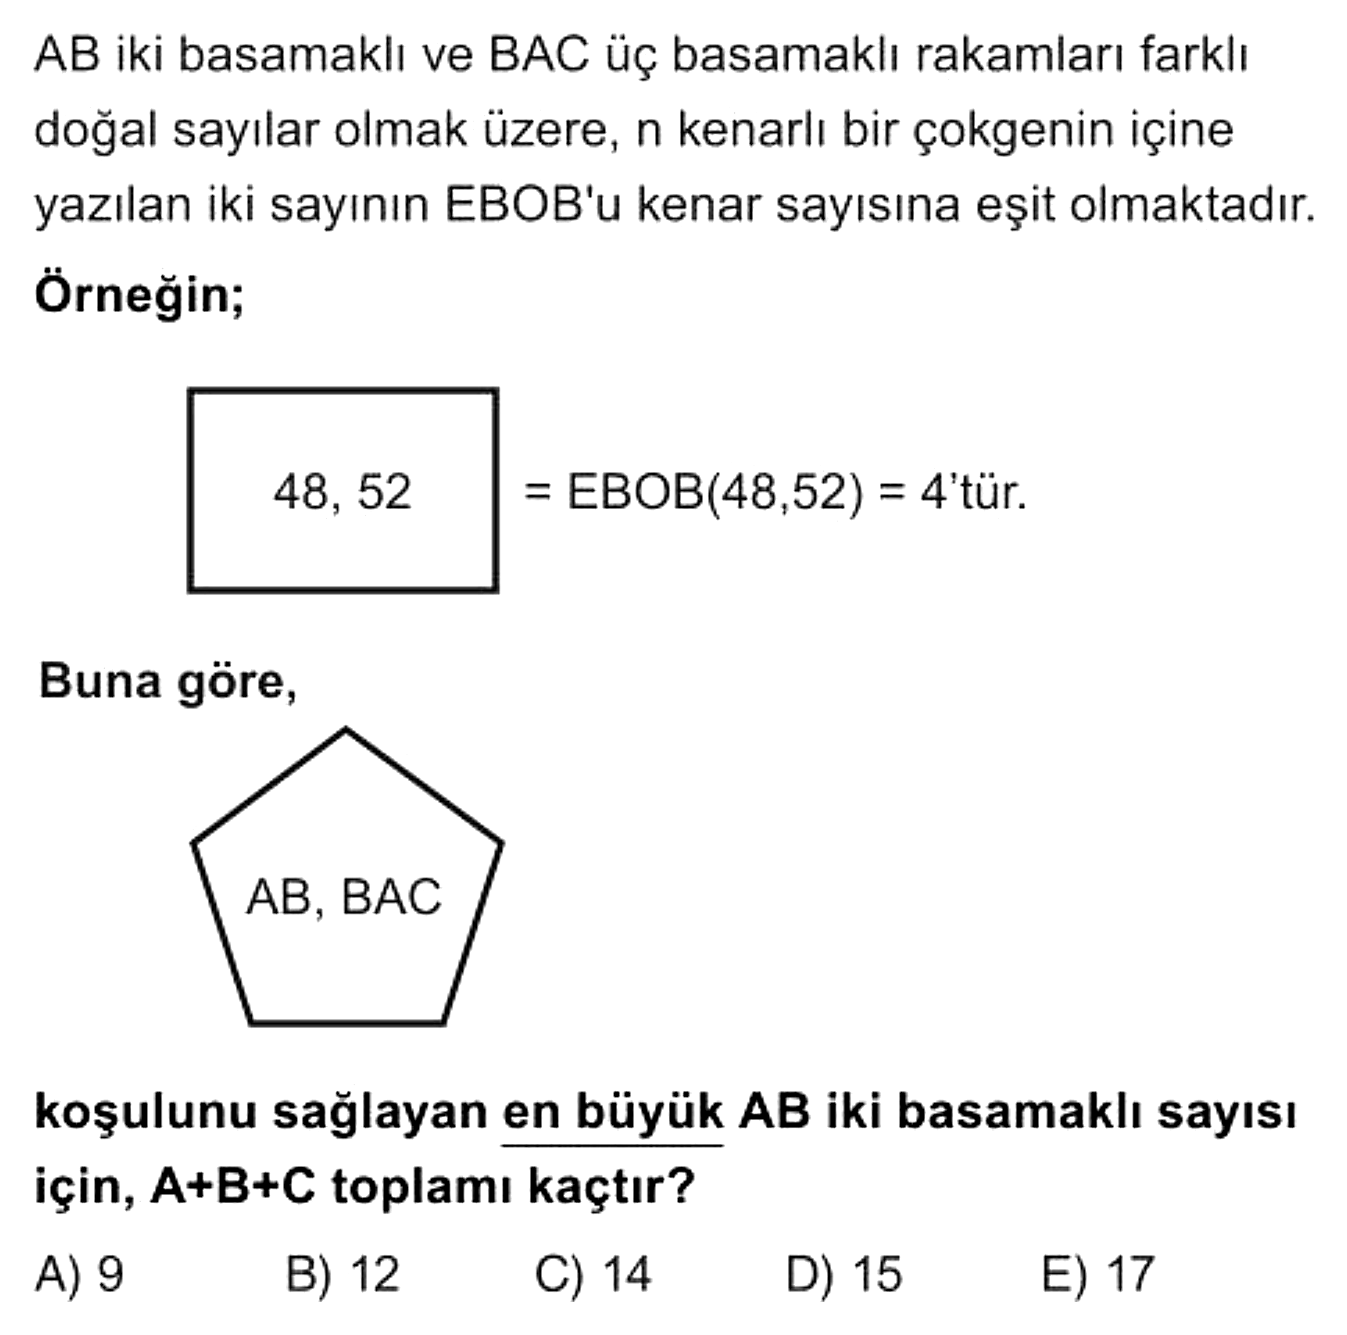 AB iki basamaklı ve BAC üç basamaklı rakamları farklı
doğal sayılar olmak üzere, n kenarlı bir çokgenin içine
yazılan iki sayının EBOB'u kenar sayısına eşit olmaktadır.
Örneğin;
48, 52 = EBOB(48,52) = 4’tür.
Buna göre,
AB, BAC
koşulunu sağlayan en büyük AB iki basamaklı sayısı
için, A+B+C toplamı kaçtır?
A) 9 B) 12 C) 14 D) 15 E) 17